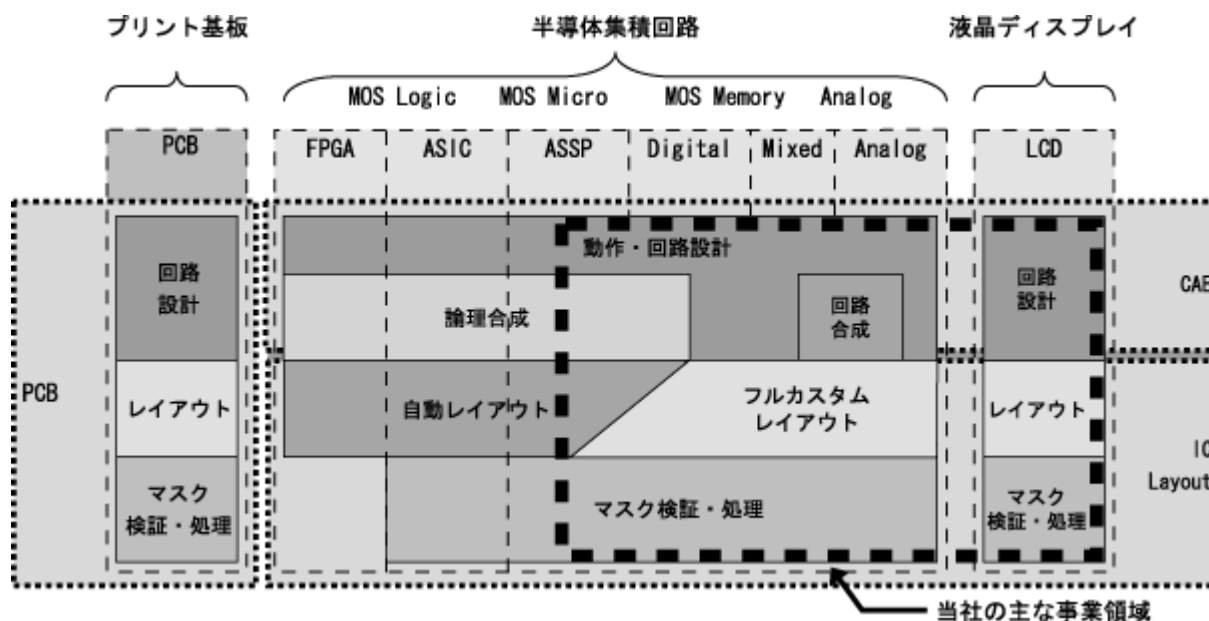 プリント基板
半導体集積回路
液晶ディスプレイ
MOS Logic
MOS Micro
MOS Memory
Analog
PCB
FPGA
ASIC
ASSP
Digital
Mixed
Analog
LCD
動作・回路設計
回路
設計
回路
設計
CAE
論理合成
回路
合成
PCB
レイアウト
自動レイアウト
フルカスタム
レイアウト
レイアウト
IC
Layout
マスク
検証・処理
マスク検証・処理
マスク
検証・処理
当社の主な事業領域